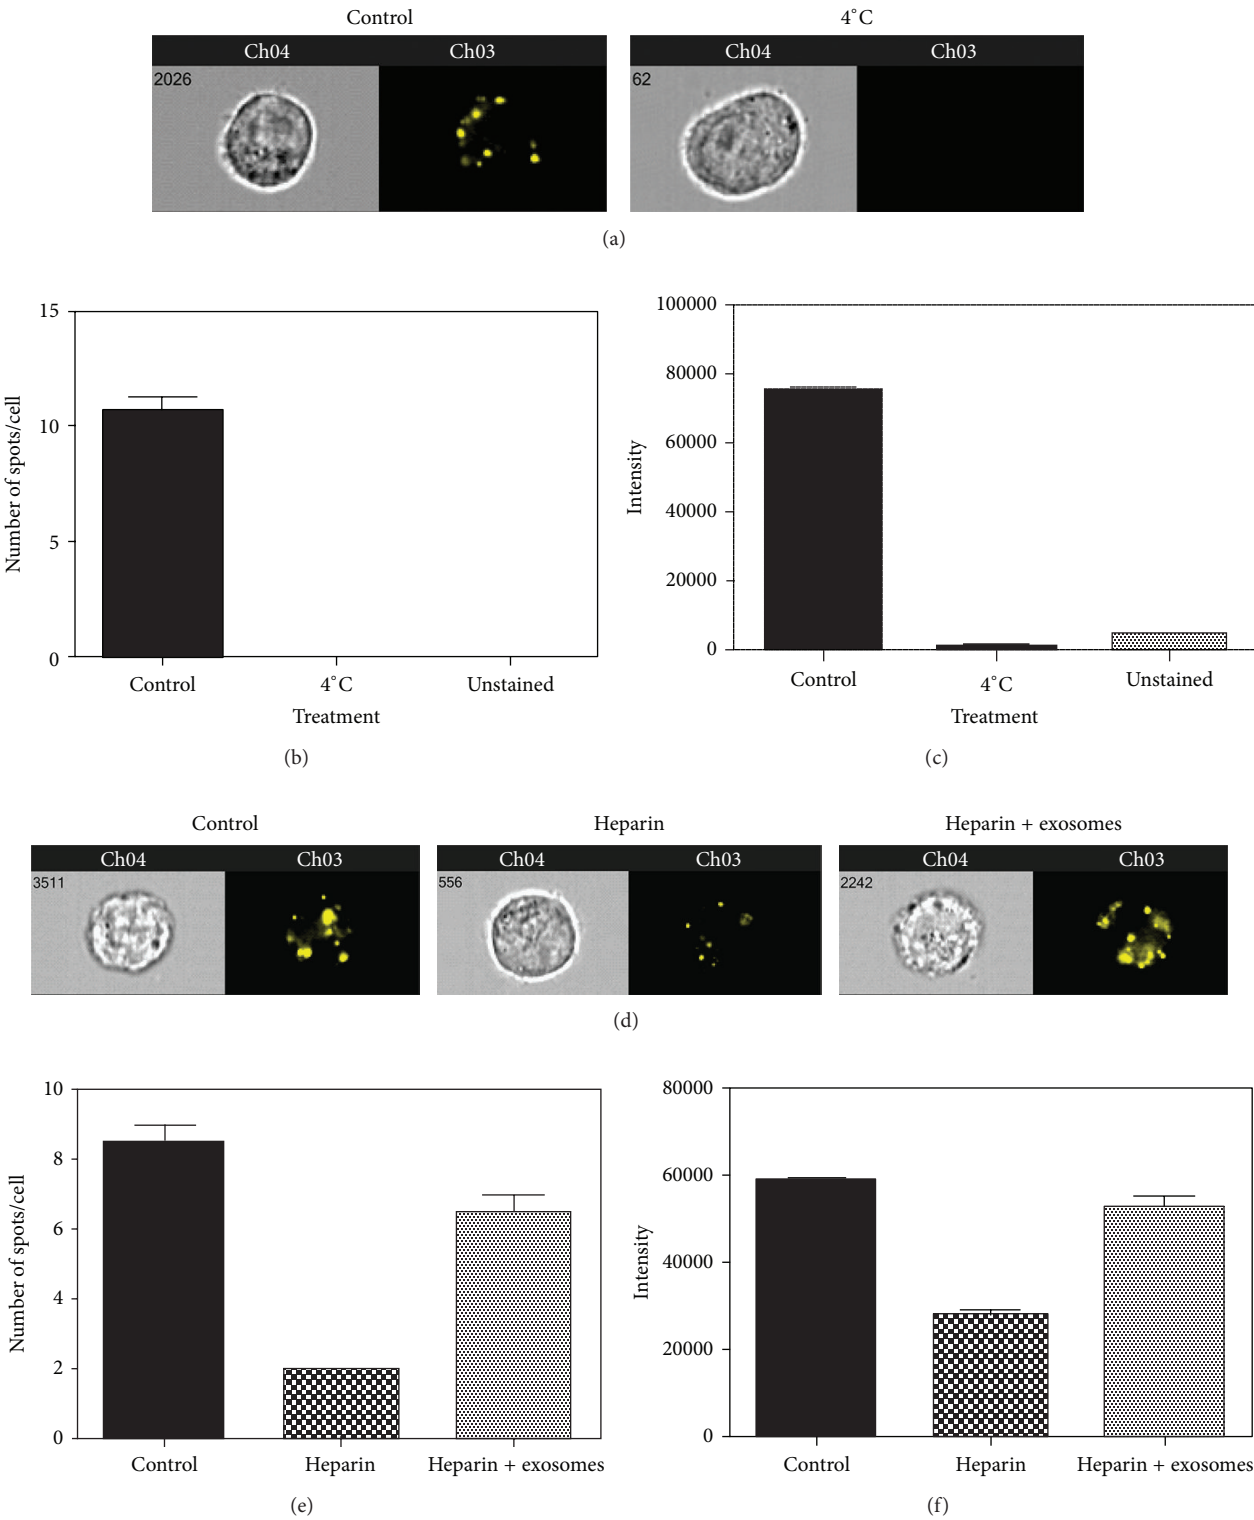 Control
4°C
Ch04 Ch03 Ch04 Ch03
2026 62
(a)
15
10
5
0
Number of spots/cell
Control 4°C Unstained
Treatment
(b)
100000
80000
60000
40000
20000
0
Intensity
Control 4°C Unstained
Treatment
(c)
Control Heparin Heparin + exosomes
Ch04 Ch03 Ch04 Ch03 Ch04 Ch03
3511 556 2242
(d)
10
8
6
4
2
0
Number of spots/cell
Control Heparin Heparin + exosomes
(e)
80000
60000
40000
20000
0
Intensity
Control Heparin Heparin + exosomes
(f)